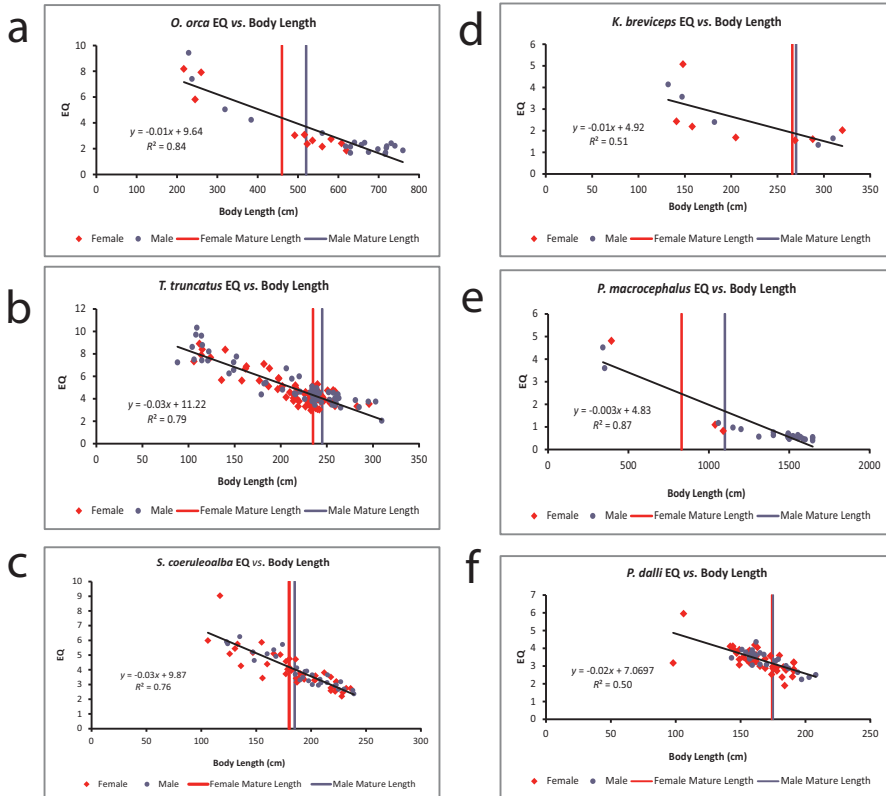 a
O. orca EQ vs. Body Length
10
8
6
4
2
0
EQ
y = -0.01x + 9.64
R² = 0.84
0 100 200 300 400 500 600 700 800
Body Length (cm)
Female Male Female Mature Length Male Mature Length
b
T. truncatus EQ vs. Body Length
12
10
8
6
4
2
0
EQ
y = -0.03x + 11.22
R² = 0.79
0 50 100 150 200 250 300 350
Body Length (cm)
Female Male Female Mature Length Male Mature Length
c
S. coeruleoalba EQ vs. Body Length
10
9
8
7
6
5
4
3
2
1
0
EQ
y = -0.03x + 9.87
R² = 0.76
0 50 100 150 200 250 300
Body Length (cm)
Female Male Female Mature Length Male Mature Length
d
K. breviceps EQ vs. Body Length
6
5
4
3
2
1
0
EQ
y = -0.01x + 4.92
R² = 0.51
0 50 100 150 200 250 300 350
Body Length (cm)
Female Male Female Mature Length Male Mature Length
e
P. macrocephalus EQ vs. Body Length
6
5
4
3
2
1
0
EQ
y = -0.003x + 4.83
R² = 0.87
0 500 1000 1500 2000
Body Length (cm)
Female Male Female Mature Length Male Mature Length
f
P. dalli EQ vs. Body Length
7
6
5
4
3
2
1
0
EQ
y = -0.02x + 7.0697
R² = 0.50
0 50 100 150 200 250
Body Length (cm)
Female Male Female Mature Length Male Mature Length